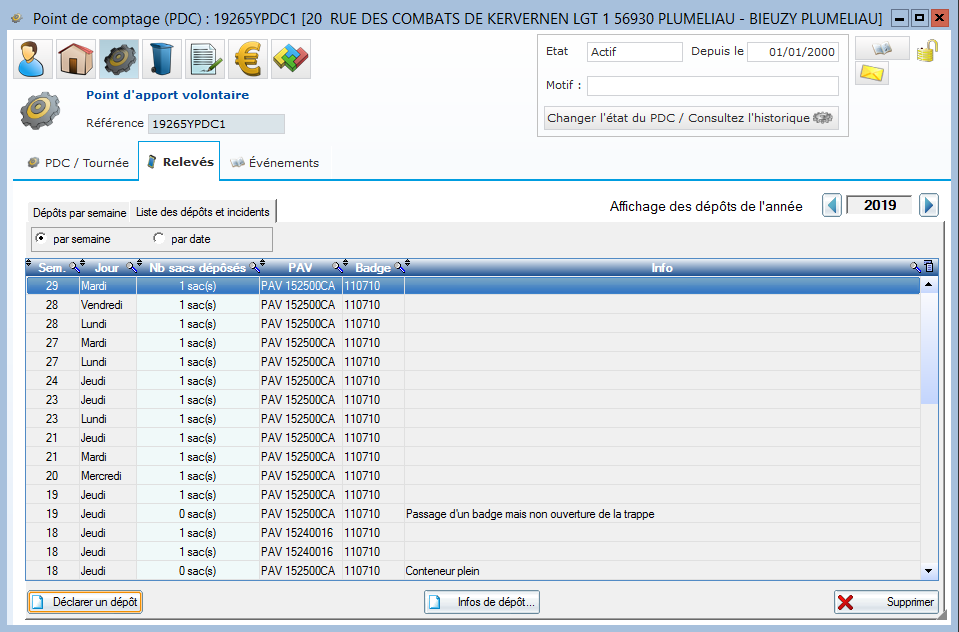 Point de comptage (PDC) : 19265YPDC1 [20  RUE DES COMBATS DE KERVERNEN LGT 1 56930 PLUMELIAU - BIEUZY PLUMELIAU]
Etat Actif Depuis le 01/01/2000
Motif :
Point d'apport volontaire
Référence 19265YPDC1
Changer l'état du PDC / Consultez l'historique
PDC / Tournée Relevés Événements
Affichage des dépôts de l'année 2019
Dépôts par semaine Liste des dépôts et incidents
par semaine par date
Sem. Jour Nb sacs déposés PAV Badge Info
29 Mardi 1 sac(s) PAV 152500CA 110710
28 Vendredi 1 sac(s) PAV 152500CA 110710
28 Lundi 1 sac(s) PAV 152500CA 110710
27 Mardi 1 sac(s) PAV 152500CA 110710
27 Lundi 1 sac(s) PAV 152500CA 110710
24 Jeudi 1 sac(s) PAV 152500CA 110710
23 Jeudi 1 sac(s) PAV 152500CA 110710
23 Lundi 1 sac(s) PAV 152500CA 110710
21 Jeudi 1 sac(s) PAV 152500CA 110710
21 Mardi 1 sac(s) PAV 152500CA 110710
20 Mercredi 1 sac(s) PAV 152500CA 110710
19 Jeudi 1 sac(s) PAV 152500CA 110710
19 Jeudi 0 sac(s) PAV 152500CA 110710 Passage d'un badge mais non ouverture de la trappe
18 Jeudi 1 sac(s) PAV 15240016 110710
18 Jeudi 1 sac(s) PAV 15240016 110710
18 Jeudi 0 sac(s) PAV 152500CA 110710 Conteneur plein
Déclarer un dépôt Infos de dépôt... Supprimer